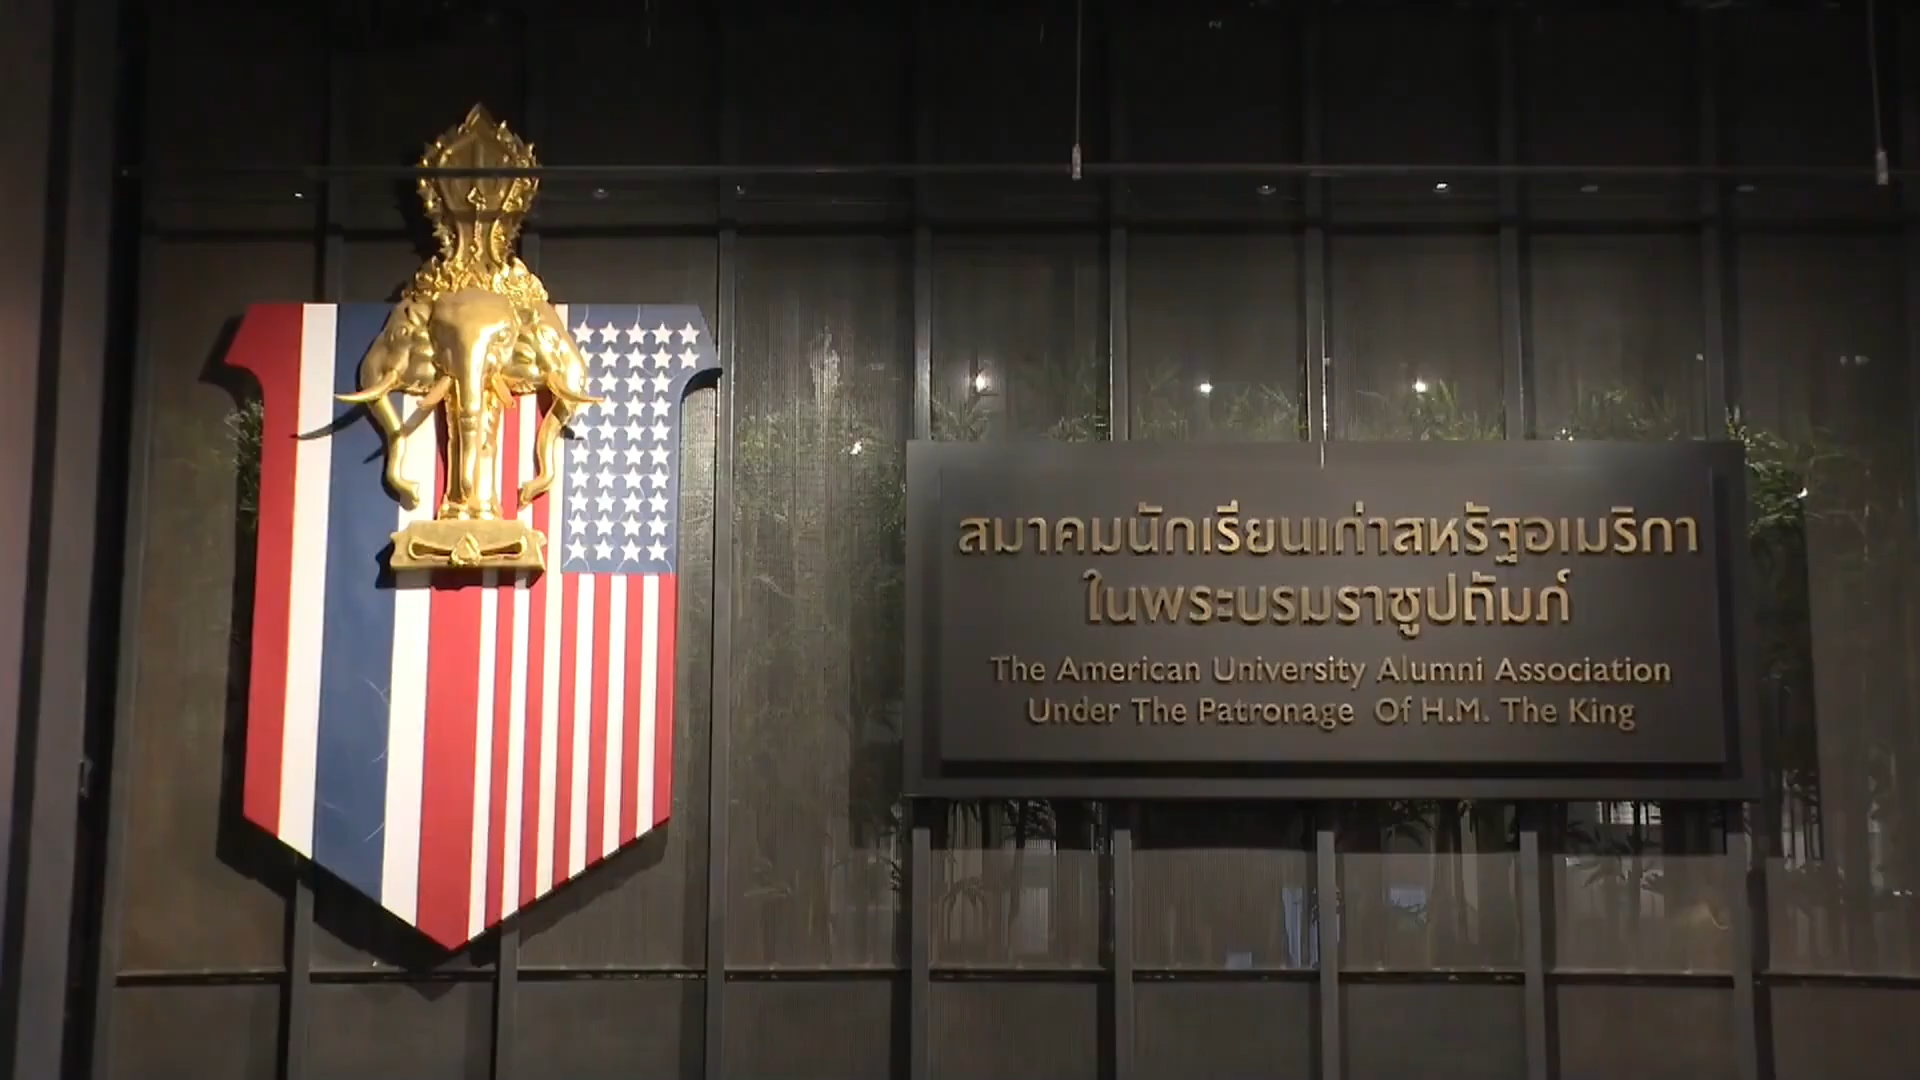 สมาคมนักเรียนเก่าสหรัฐอเมริกา
ในพระบรมราชูปถัมภ์
The American University Alumni Association
Under The Patronage Of H.M. The King